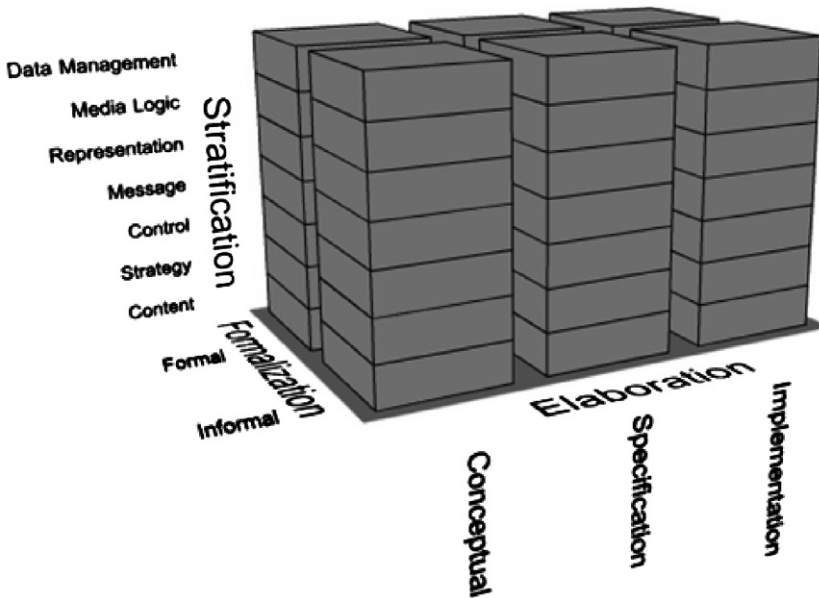 Data Management
Media Logic
Representation
Message
Control
Strategy
Content
Stratification
Formal
Informal
Formalization
Elaboration
Conceptual
Specification
Implementation